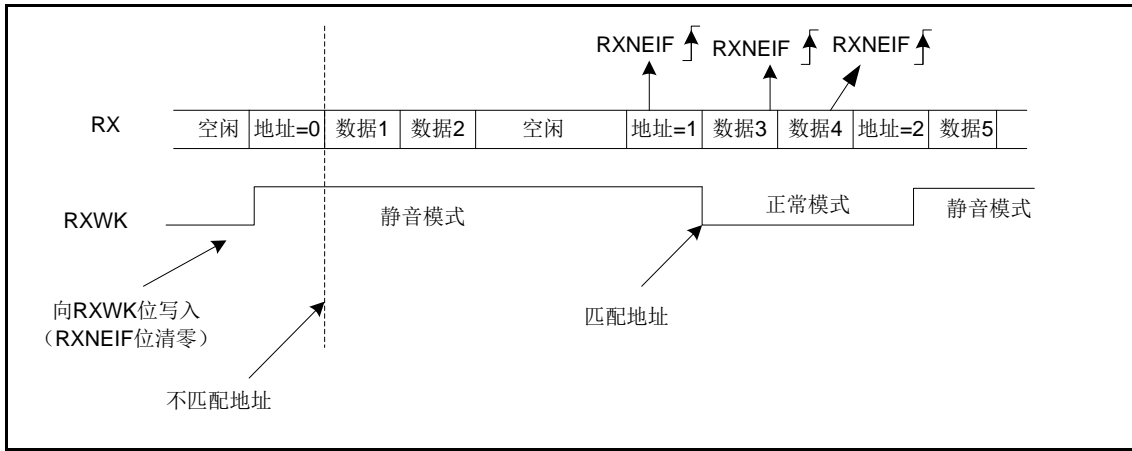 RXNEIF RXNEIF RXNEIF
RX 空闲 地址=0 数据1 数据2 空闲 地址=1 数据3 数据4 地址=2 数据5
RXWK 静音模式 正常模式 静音模式
向RXWK位写入
（RXNEIF位清零）
匹配地址
不匹配地址